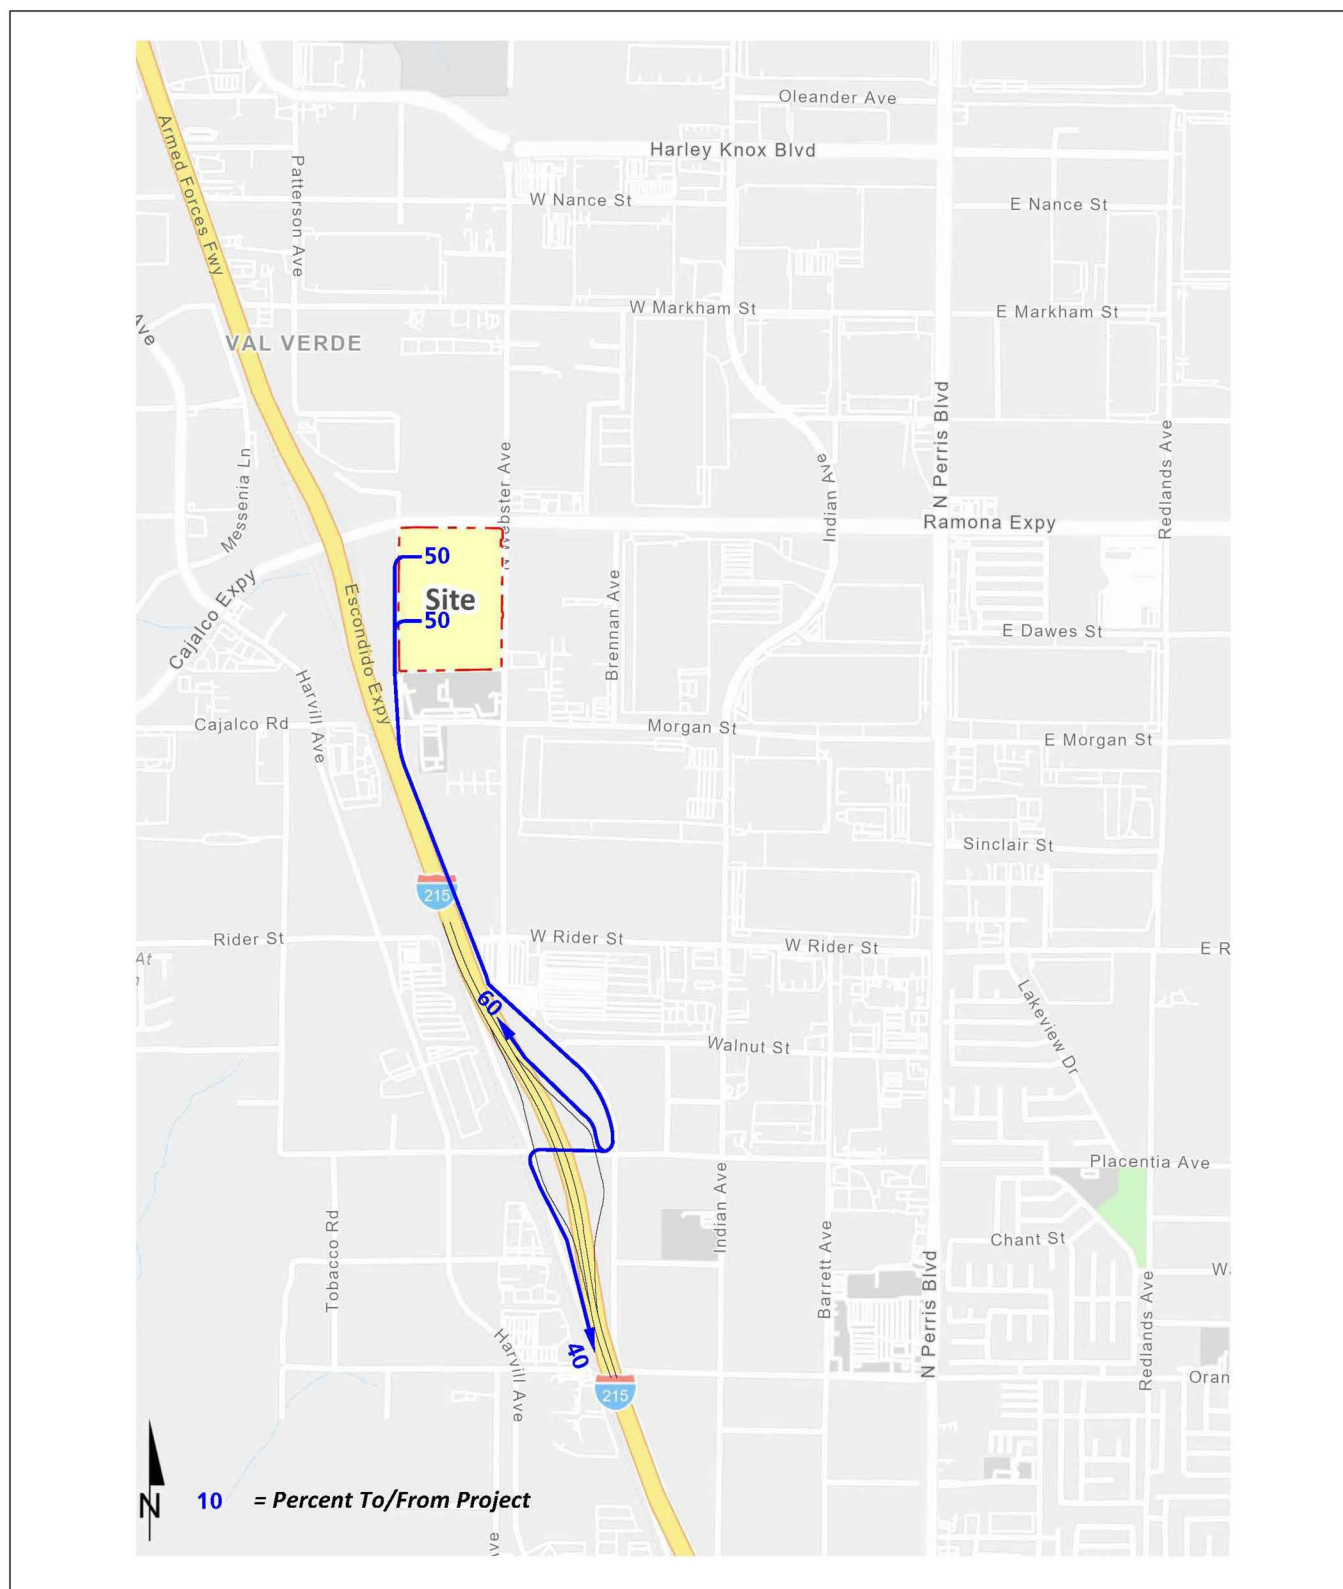 Oleander Ave
Harley Knox Blvd
Armed Forces Fwy
Patterson Ave
W Nance St
E Nance St
W Markham St
E Markham St
Ave
VAL VERDE
N Perris Blvd
Redlands Ave
Messenia Ln
N Webster Ave
Indian Ave
Ramona Expy
50
Site
50
Cajalco Expy
Escondido Expy
Brennan Ave
E Dawes St
Harvill Ave
Cajalco Rd
Morgan St
E Morgan St
Sinclair St
215
Rider St
W Rider St
W Rider St
E R
At
60
Lakeview Dr
Walnut St
Placentia Ave
Tobacco Rd
Indian Ave
Barrett Ave
Chant St
N Perris Blvd
W.
Redlands Ave
40
Harvill Ave
215
Oran
N
10 = Percent To/From Project
ve